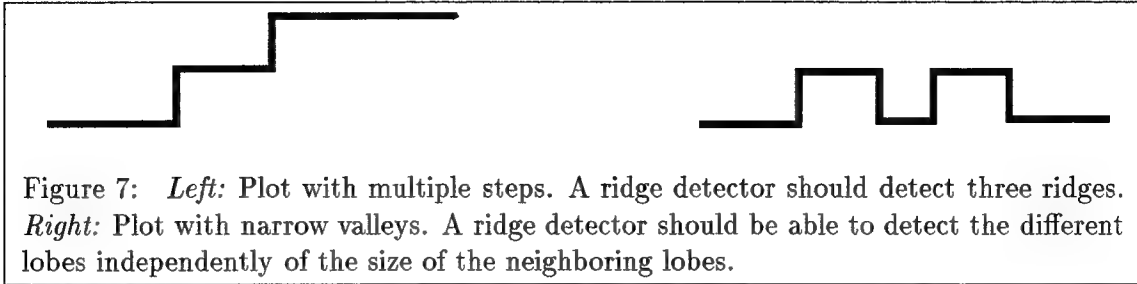 Figure 7: Left: Plot with multiple steps. A ridge detector should detect three ridges.
Right: Plot with narrow valleys. A ridge detector should be able to detect the different
lobes independently of the size of the neighboring lobes.